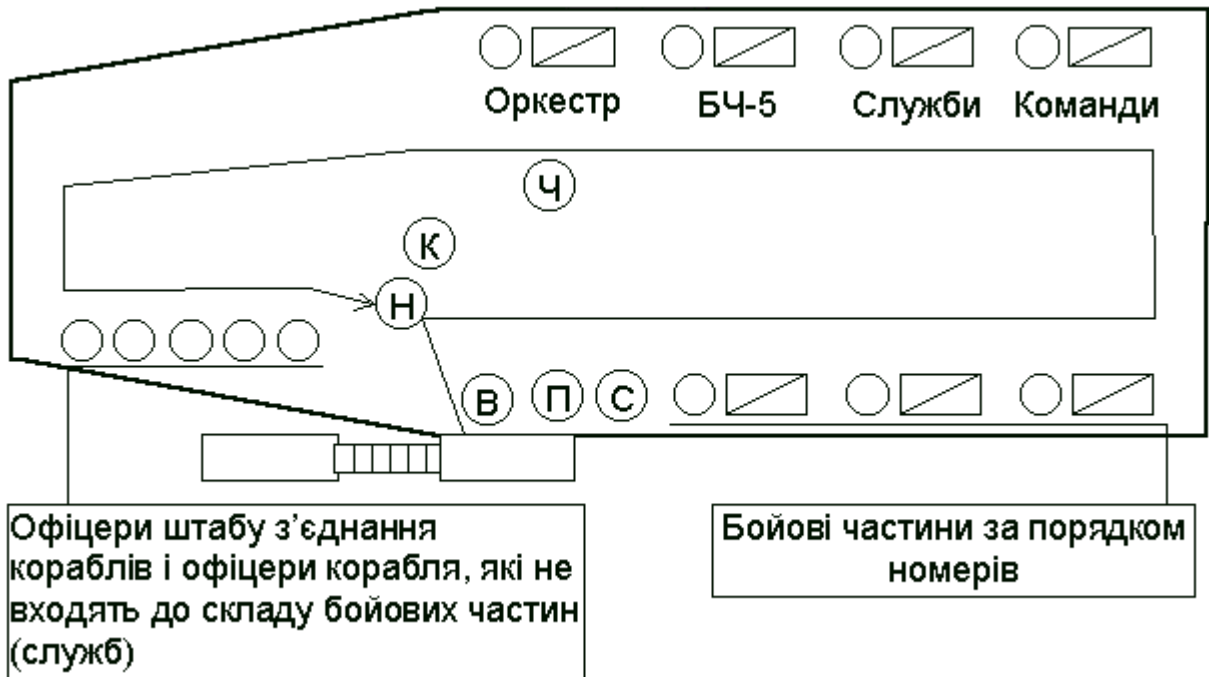 Оркестр БЧ-5 Служби Команди
Ч
К
Н
В П С
Офіцери штабу з’єднання
кораблів і офіцери корабля, які не
входять до складу бойових частин
(служб)
Бойові частини за порядком
номерів